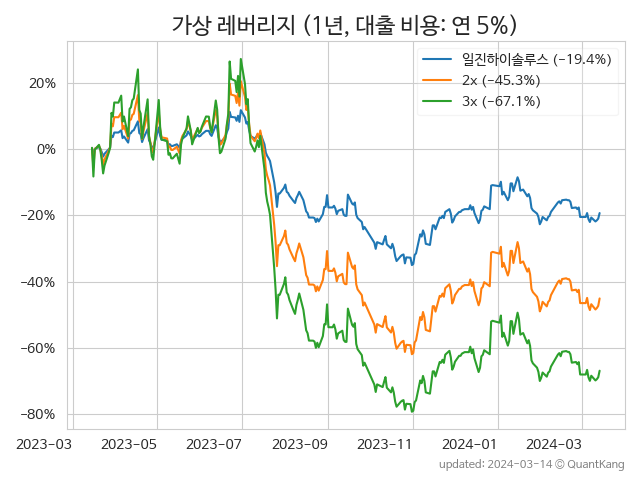 가상 레버리지 (1년, 대출 비용: 연 5%)
일진하이솔루스 (−19.4%)
2x (−45.3%)
3x (−67.1%)
20%
0%
−20%
−40%
−60%
−80%
2023−03 2023−05 2023−07 2023−09 2023−11 2024−01 2024−03
updated: 2024-03-14 © QuantKang